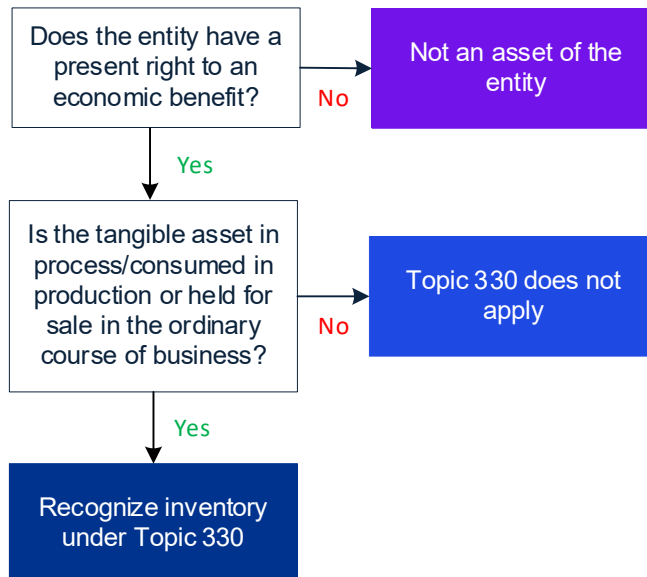 Does the entity have a
present right to an
economic benefit?
No
Not an asset of the
entity
Yes
Is the tangible asset in
process/consumed in
production or held for
sale in the ordinary
course of business?
No
Topic 330 does not
apply
Yes
Recognize inventory
under Topic 330